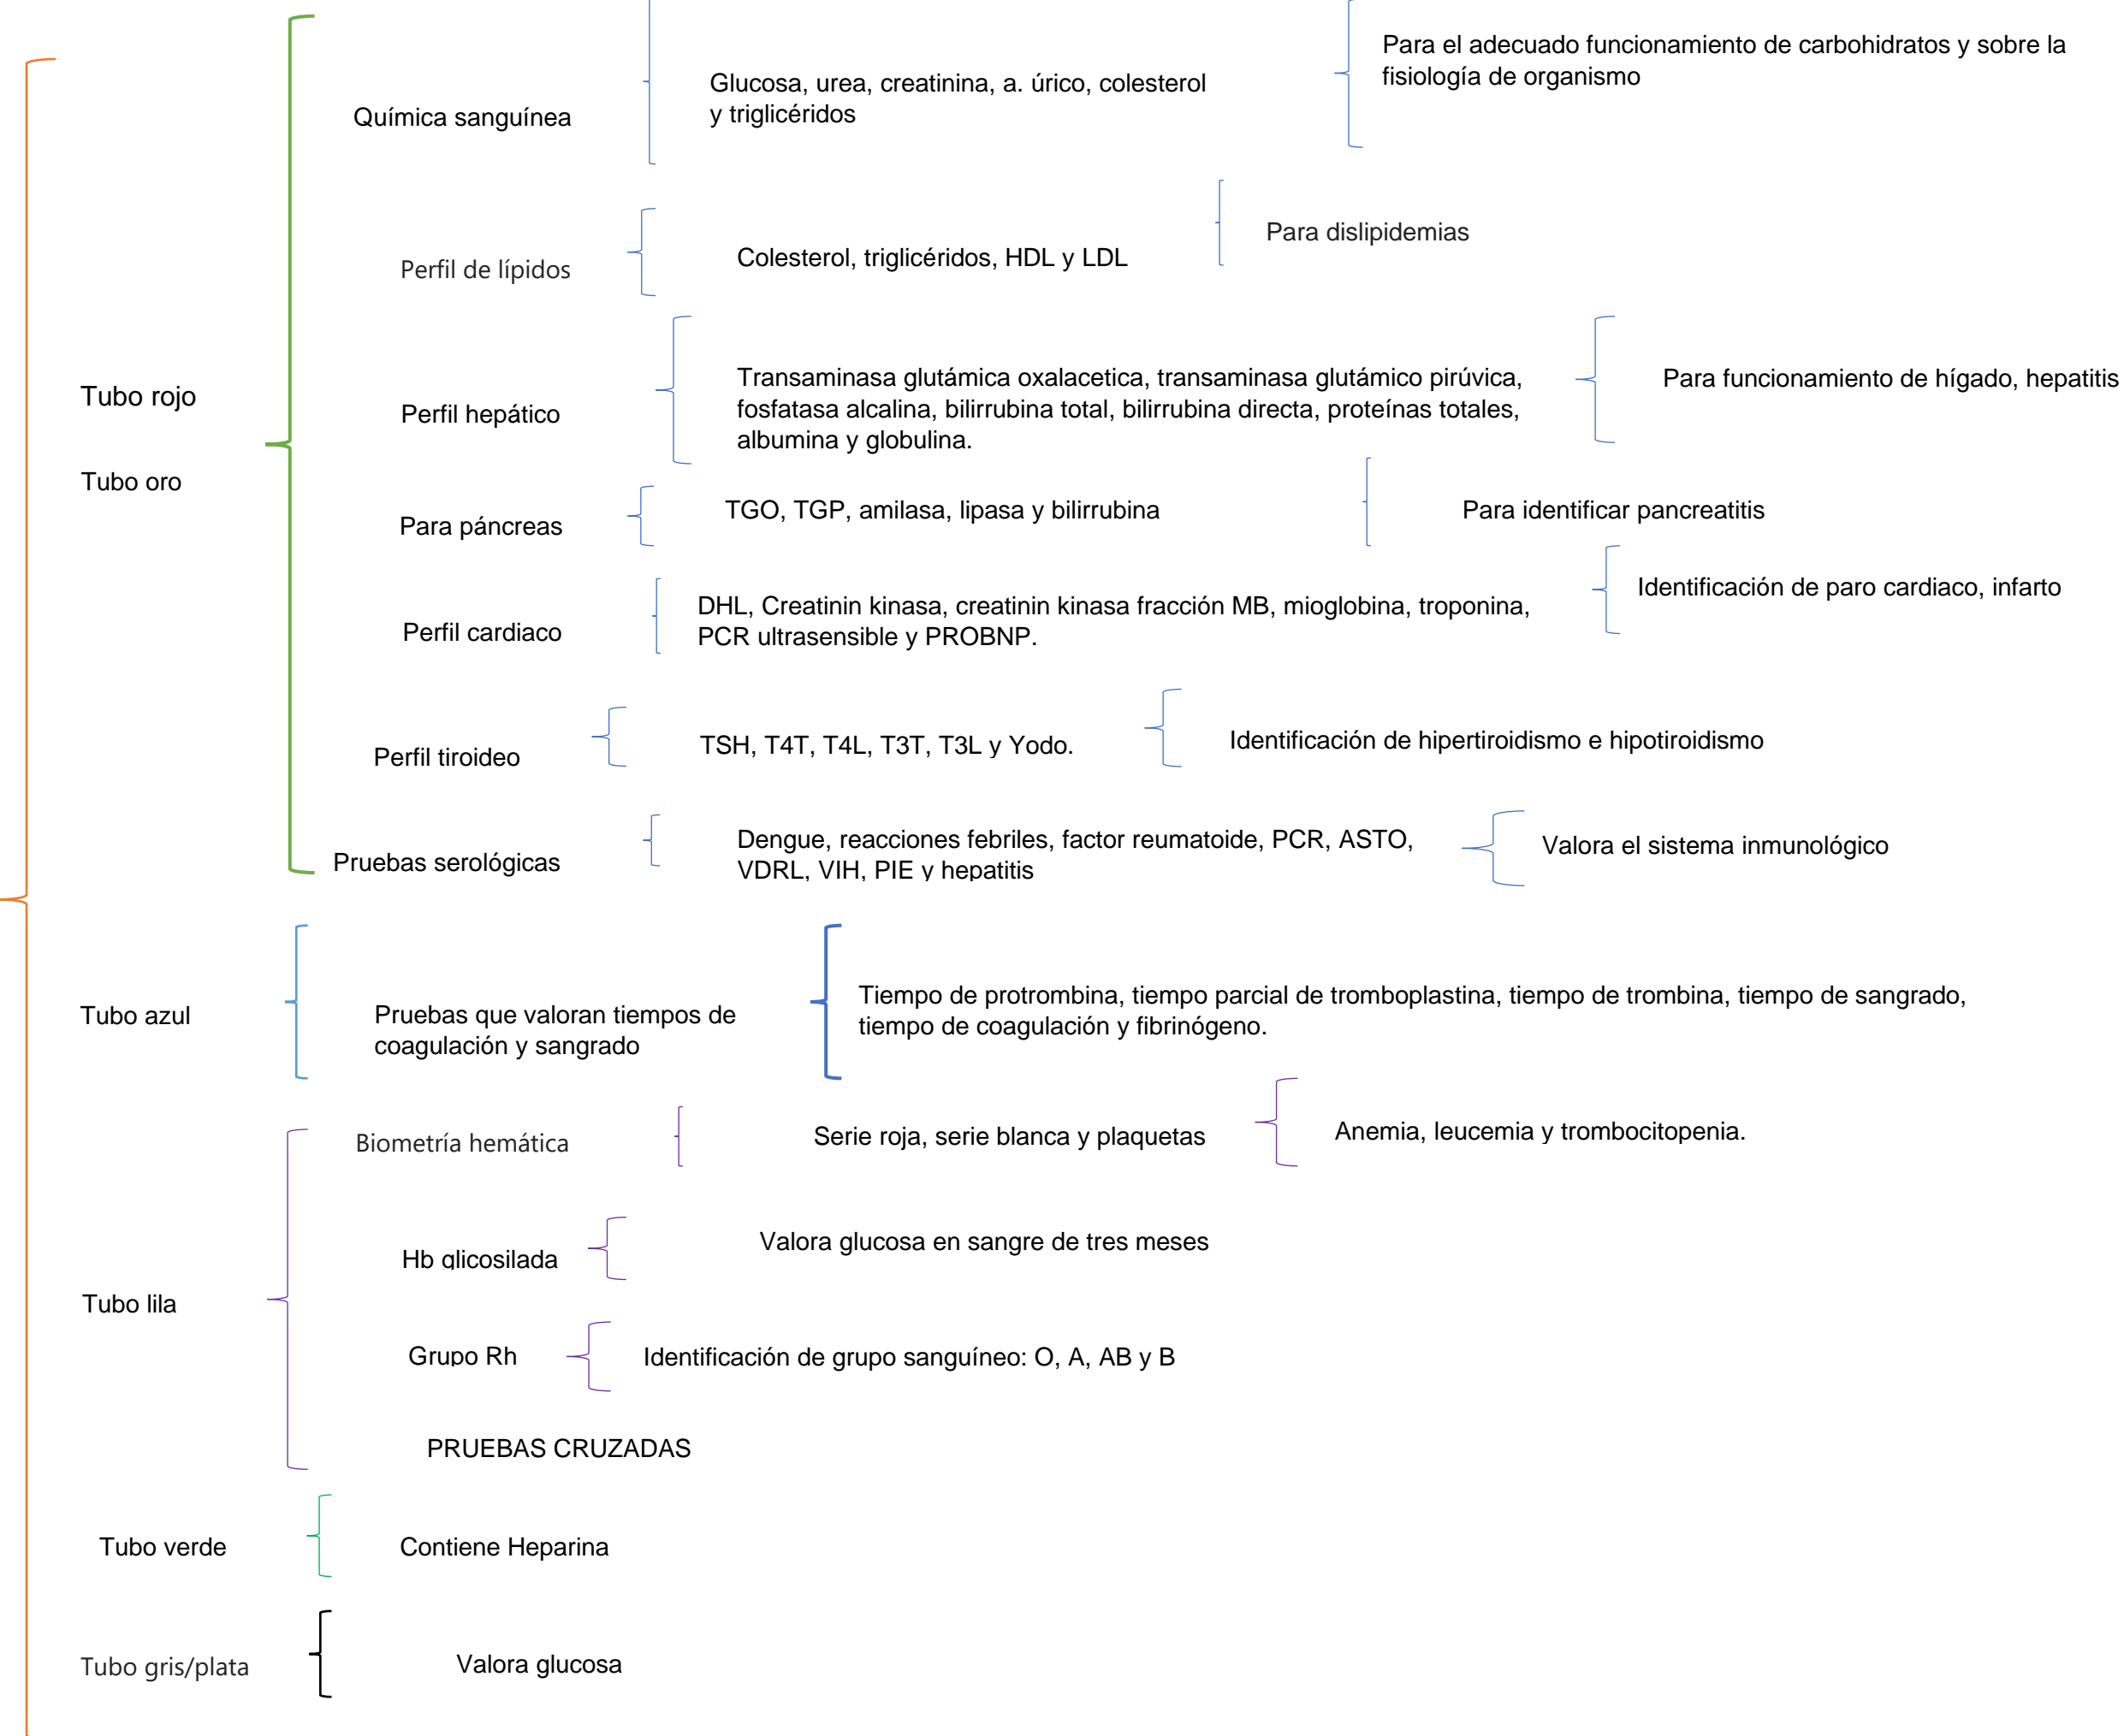 Tubo rojo
Tubo oro
Química sanguínea
Glucosa, urea, creatinina, a. úrico, colesterol
y triglicéridos
Para el adecuado funcionamiento de carbohidratos y sobre la
fisiología de organismo
Perfil de lípidos
Colesterol, triglicéridos, HDL y LDL
Para dislipidemias
Perfil hepático
Transaminasa glutámica oxalacetica, transaminasa glutámico pirúvica,
fosfatasa alcalina, bilirrubina total, bilirrubina directa, proteínas totales,
albumina y globulina.
Para funcionamiento de hígado, hepatitis
Para páncreas
TGO, TGP, amilasa, lipasa y bilirrubina
Para identificar pancreatitis
Perfil cardiaco
DHL, Creatinin kinasa, creatinin kinasa fracción MB, mioglobina, troponina,
PCR ultrasensible y PROBNP.
Identificación de paro cardiaco, infarto
Perfil tiroideo
TSH, T4T, T4L, T3T, T3L y Yodo.
Identificación de hipertiroidismo e hipotiroidismo
Pruebas serológicas
Dengue, reacciones febriles, factor reumatoide, PCR, ASTO,
VDRL, VIH, PIE y hepatitis
Valora el sistema inmunológico
Tubo azul
Pruebas que valoran tiempos de
coagulación y sangrado
Tiempo de protrombina, tiempo parcial de tromboplastina, tiempo de trombina, tiempo de sangrado,
tiempo de coagulación y fibrinógeno.
Tubo lila
Biometría hemática
Serie roja, serie blanca y plaquetas
Anemia, leucemia y trombocitopenia.
Hb glicosilada
Valora glucosa en sangre de tres meses
Grupo Rh
Identificación de grupo sanguíneo: O, A, AB y B
PRUEBAS CRUZADAS
Tubo verde
Contiene Heparina
Tubo gris/plata
Valora glucosa